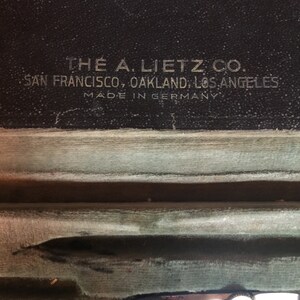 THE A. LIETZ CO.
SAN FRANCISCO, OAKLAND, LOS ANGELES
MADE IN GERMANY